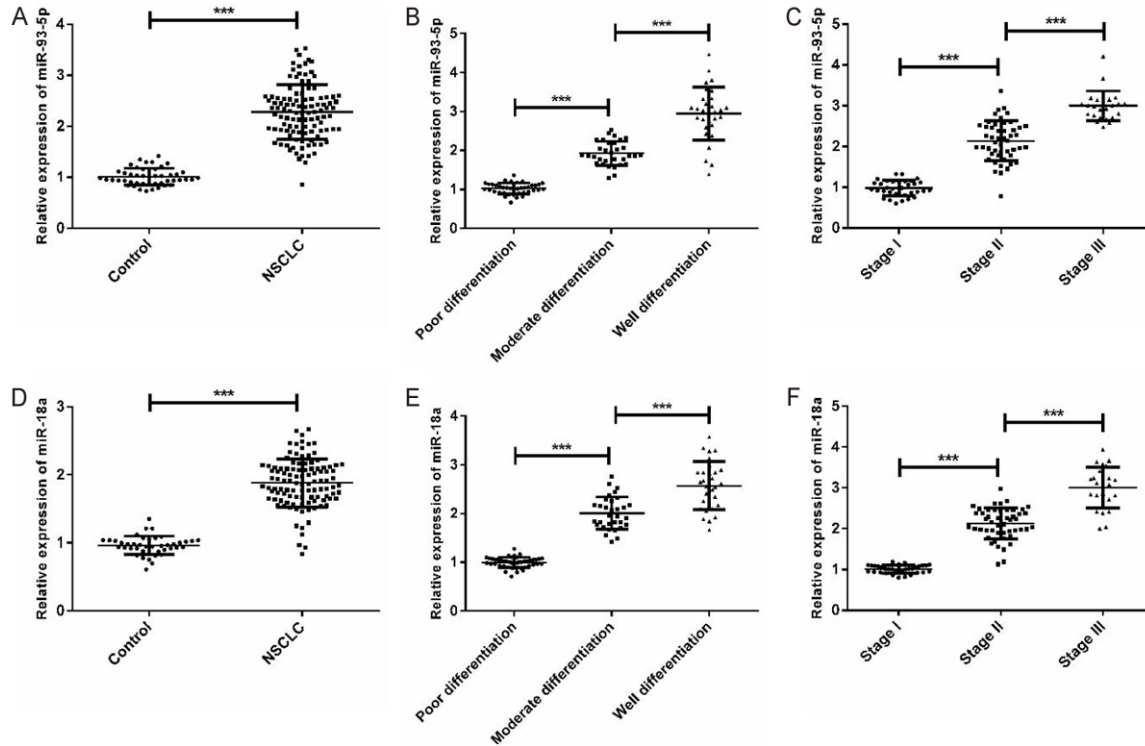 A
Relative expression of miR-93-5p
4
3
2
1
0
***
Control
NSCLC
B
Relative expression of miR-93-5p
5
4
3
2
1
0
***
***
Poor differentiation
Moderate differentiation
Well differentiation
C
Relative expression of miR-93-5p
5
4
3
2
1
0
***
***
Stage I
Stage II
Stage III
D
Relative expression of miR-18a
3
2
1
0
***
Control
NSCLC
E
Relative expression of miR-18a
4
3
2
1
0
***
***
Poor differentiation
Moderate differentiation
Well differentiation
F
Relative expression of miR-18a
5
4
3
2
1
0
***
***
Stage I
Stage II
Stage III